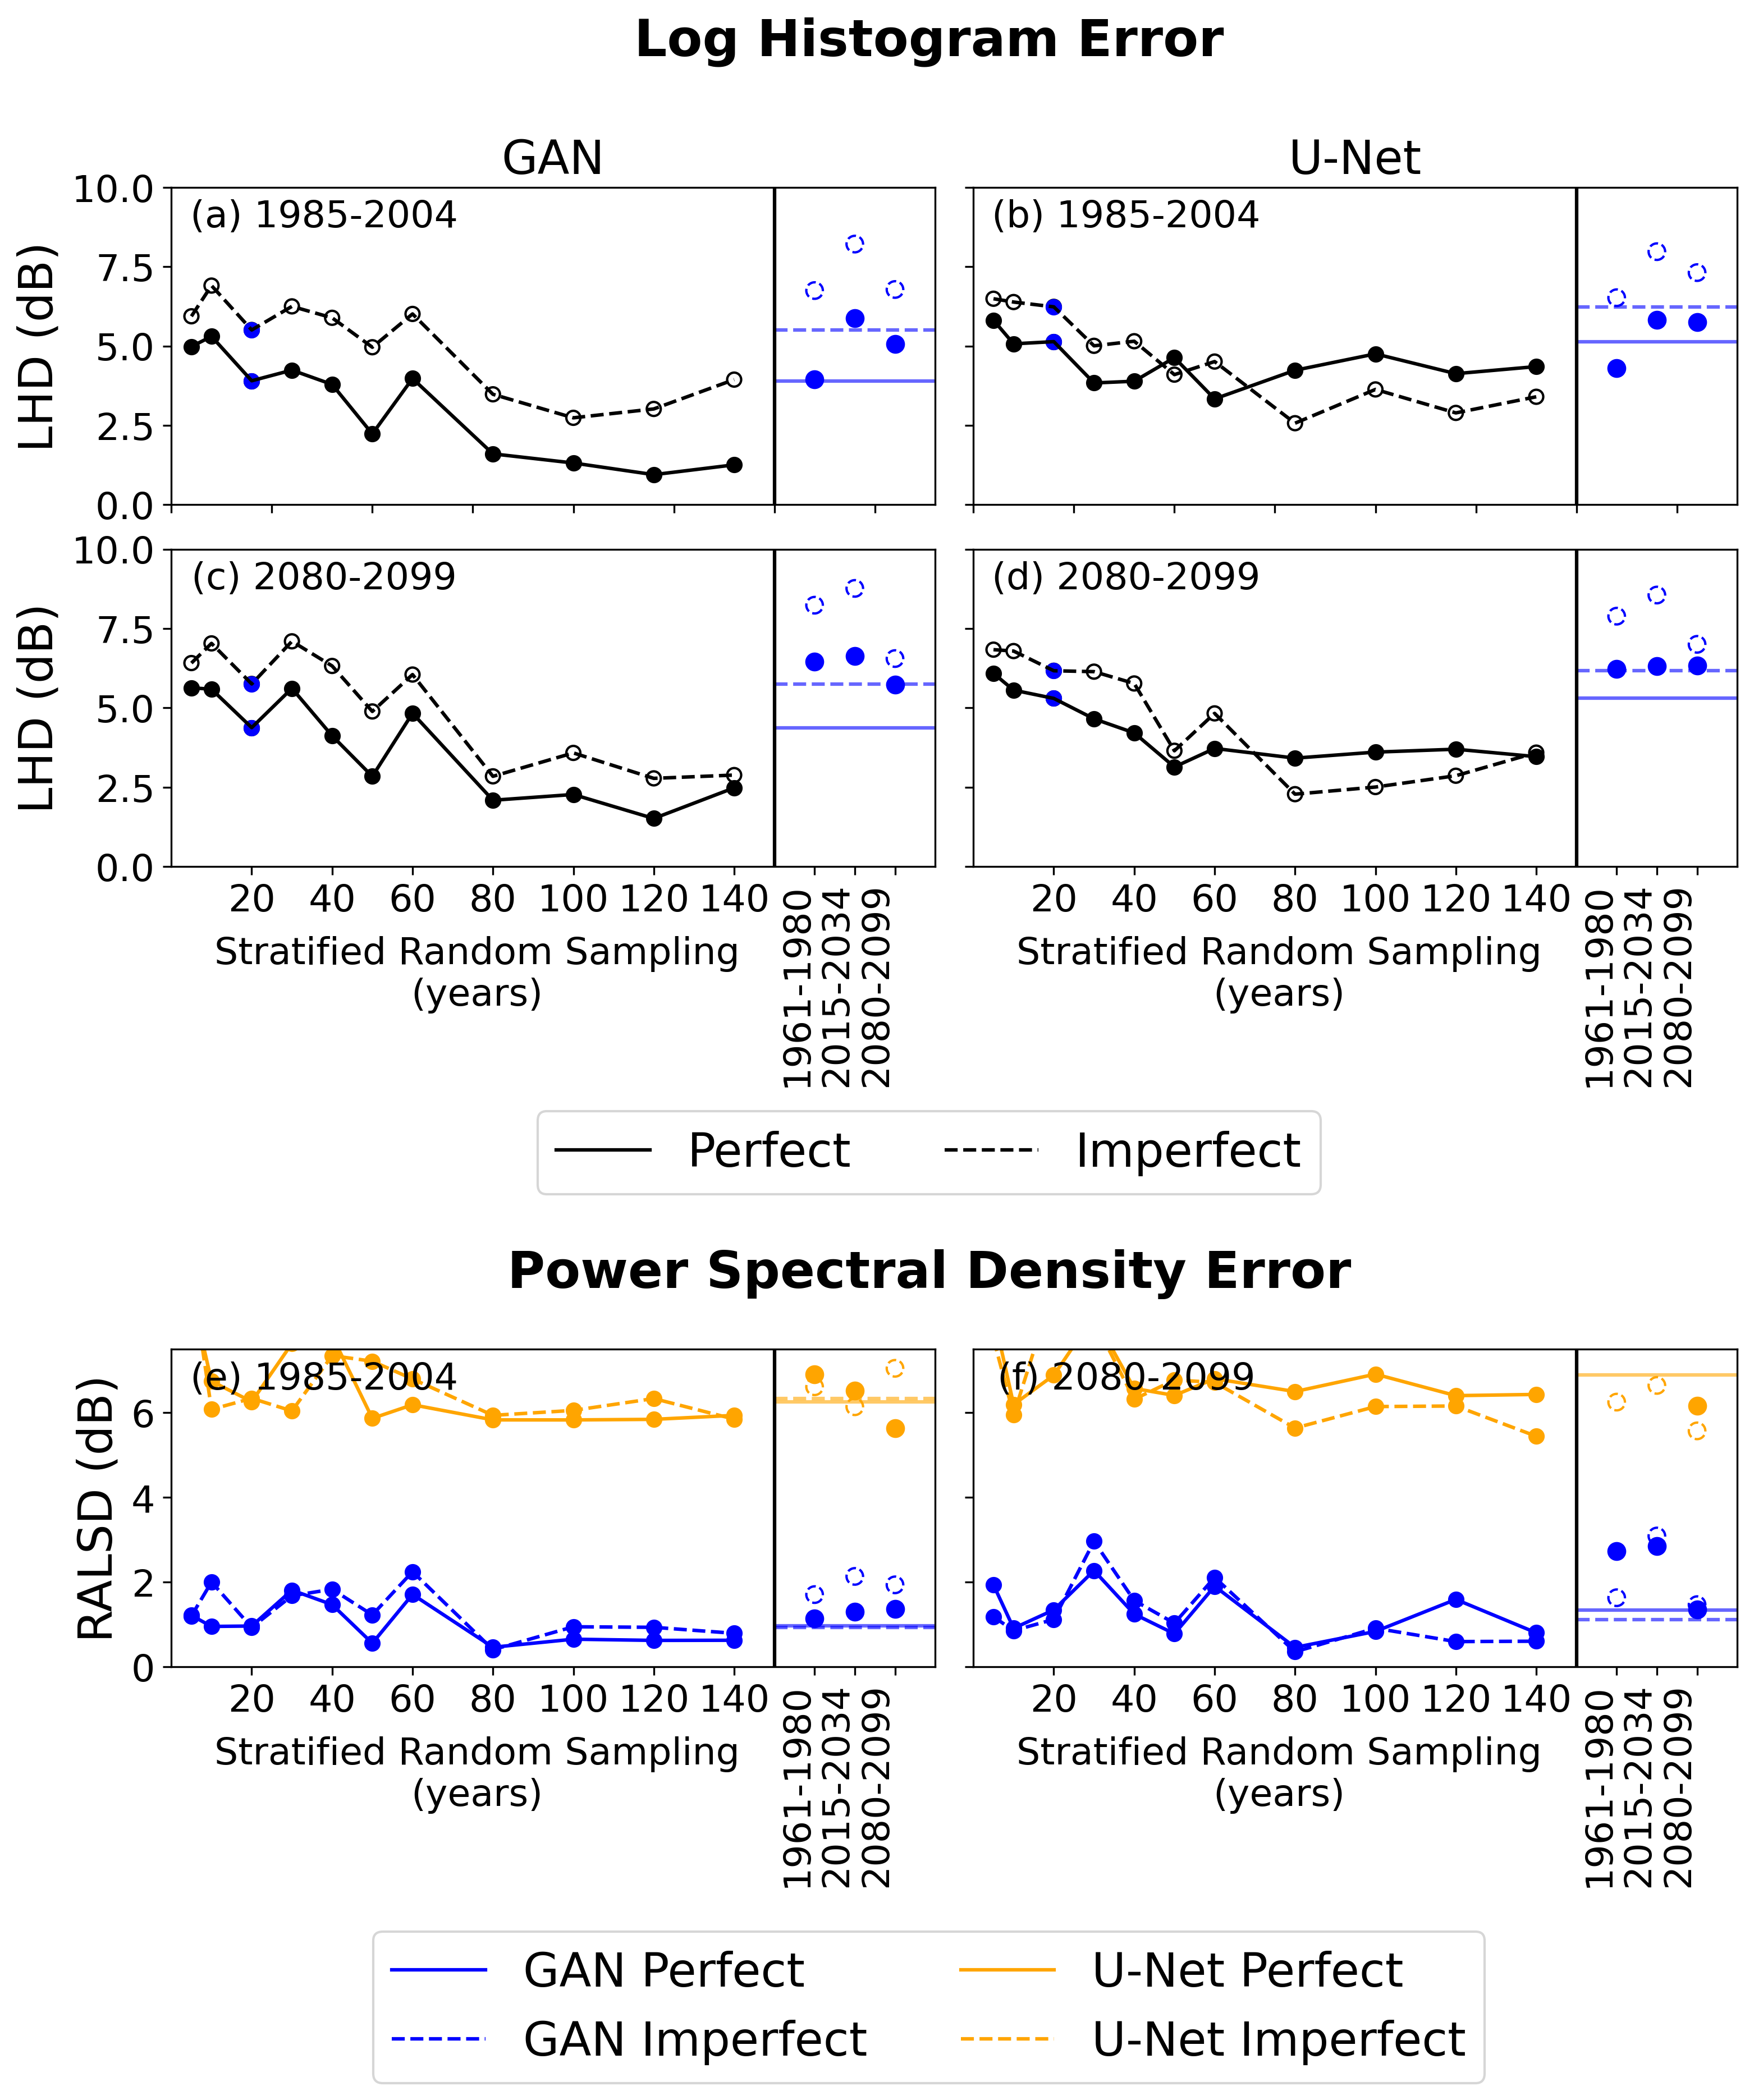 Log Histogram Error
GAN
U-Net
LHD (dB)
10.0
7.5
5.0
2.5
0.0
(a) 1985-2004
(b) 1985-2004
LHD (dB)
10.0
7.5
5.0
2.5
0.0
(c) 2080-2099
(d) 2080-2099
20 40 60 80 100 120 140
1961-1980
2015-2034
2080-2099
Stratified Random Sampling
(years)
20 40 60 80 100 120 140
1961-1980
2015-2034
2080-2099
Stratified Random Sampling
(years)
Perfect Imperfect
Power Spectral Density Error
RALSD (dB)
6
4
2
0
(e) 1985-2004
(f) 2080-2099
20 40 60 80 100 120 140
1961-1980
2015-2034
2080-2099
Stratified Random Sampling
(years)
20 40 60 80 100 120 140
1961-1980
2015-2034
2080-2099
Stratified Random Sampling
(years)
GAN Perfect U-Net Perfect
GAN Imperfect U-Net Imperfect